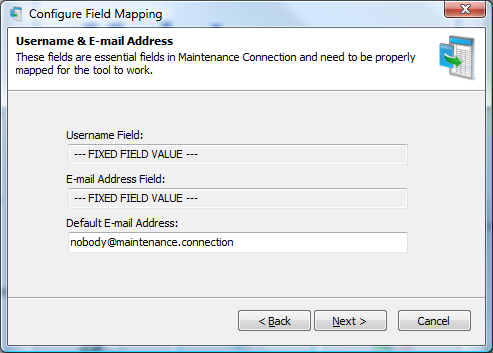 Configure Field Mapping
Username & E-mail Address
These fields are essential fields in Maintenance Connection and need to be properly
mapped for the tool to work.
Username Field:
--- FIXED FIELD VALUE ---
E-mail Address Field:
--- FIXED FIELD VALUE ---
Default E-mail Address:
nobody@maintenance.connection
< Back
Next >
Cancel